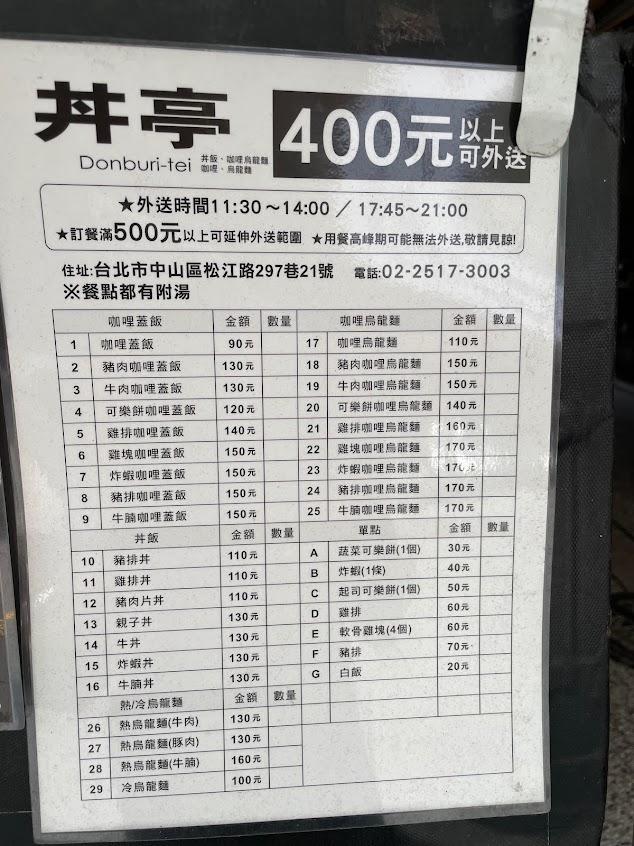 丼亭
Donburi-tei
丼飯、咖哩烏龍麵
咖哩、烏龍麵
400元以上可外送
★外送時間11:30～14:00／17:45～21:00
★訂餐滿500元以上可延伸外送範圍 ★用餐高峰期可能無法外送,敬請見諒!
住址:台北市中山區松江路297巷21號 電話:02-2517-3003
※餐點都有附湯
咖哩蓋飯 金額 數量
1 咖哩蓋飯 90元
2 豬肉咖哩蓋飯 130元
3 牛肉咖哩蓋飯 130元
4 可樂餅咖哩蓋飯 120元
5 雞排咖哩蓋飯 140元
6 雞塊咖哩蓋飯 150元
7 炸蝦咖哩蓋飯 150元
8 豬排咖哩蓋飯 150元
9 牛腩咖哩蓋飯 150元
丼飯 金額 數量
10 豬排丼 110元
11 雞排丼 110元
12 豬肉片丼 110元
13 親子丼 130元
14 牛丼 130元
15 炸蝦丼 130元
16 牛腩丼 130元
熱/冷烏龍麵 金額 數量
26 熱烏龍麵(牛肉) 130元
27 熱烏龍麵(豚肉) 130元
28 熱烏龍麵(牛腩) 160元
29 冷烏龍麵 100元
咖哩烏龍麵 金額 數量
17 咖哩烏龍麵 110元
18 豬肉咖哩烏龍麵 150元
19 牛肉咖哩烏龍麵 150元
20 可樂餅咖哩烏龍麵 140元
21 雞排咖哩烏龍麵 160元
22 雞塊咖哩烏龍麵 170元
23 炸蝦咖哩烏龍麵 170元
24 豬排咖哩烏龍麵 170元
25 牛腩咖哩烏龍麵 170元
單點 金額 數量
A 蔬菜可樂餅(1個) 30元
B 炸蝦(1條) 40元
C 起司可樂餅(1個) 50元
D 雞排 60元
E 軟骨雞塊(4個) 60元
F 豬排 70元
G 白飯 20元